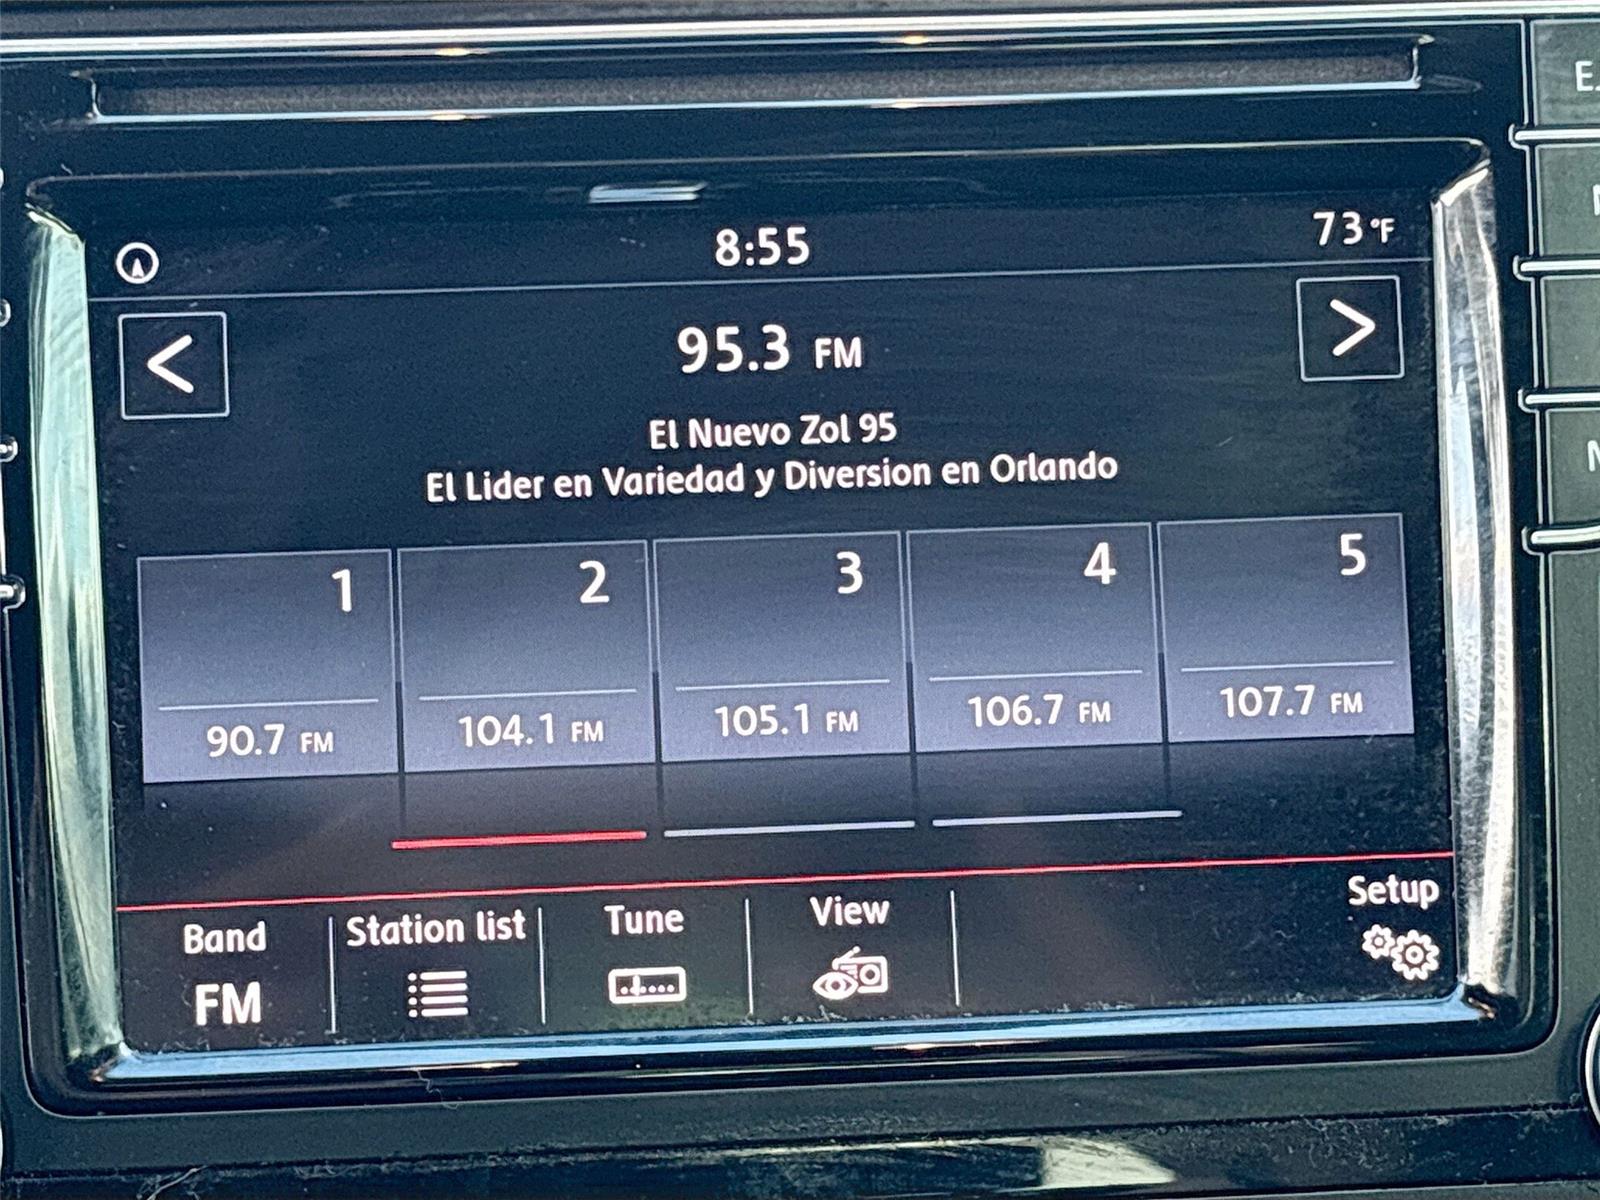 8:55
73 °F
95.3 FM
El Nuevo Zol 95
El Lider en Variedad y Diversion en Orlando
1
2
3
4
5
90.7 FM
104.1 FM
105.1 FM
106.7 FM
107.7 FM
Band
Station list
Tune
View
Setup
FM